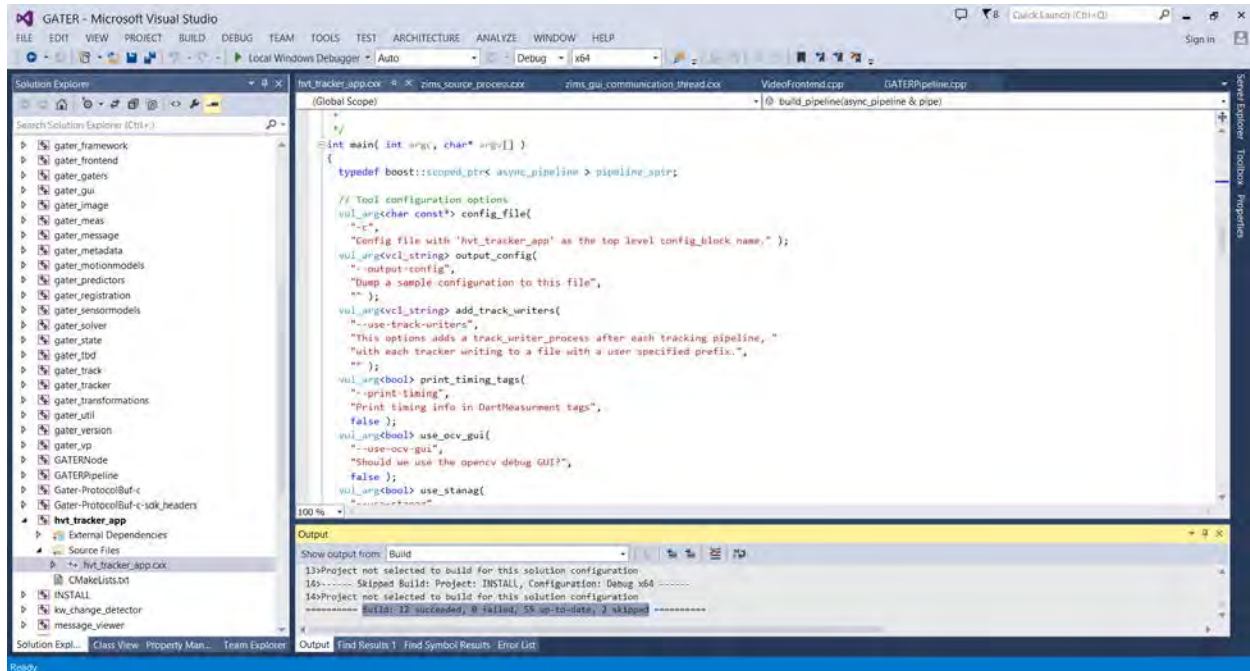 GATER - Microsoft Visual Studio
8
Quick Launch (Ctrl+Q)
FILE EDIT VIEW PROJECT BUILD DEBUG TEAM TOOLS TEST ARCHITECTURE ANALYZE WINDOW HELP
Sign in
Local Windows Debugger Auto Debug x64
Solution Explorer
Search Solution Explorer (Ctrl+;)
gater_framework
gater_frontend
gater_gaters
gater_gui
gater_image
gater_meas
gater_message
gater_metadata
gater_motionmodels
gater_predictors
gater_registration
gater_sensormodels
gater_solver
gater_state
gater_tbd
gater_track
gater_tracker
gater_transformations
gater_util
gater_version
gater_vp
GATERNode
GATERPipeline
Gater-ProtocolBuf-c
Gater-ProtocolBuf-c-sdk_headers
hvt_tracker_app
External Dependencies
Source Files
hvt_tracker_app.cxx
CMakeLists.txt
INSTALL
kw_change_detector
message_viewer
Solution Expl... Class View Property Man... Team Explorer
hvt_tracker_app.cxx zims_source_process.cxx zims_gui_communication_thread.cxx VideoFrontend.cpp GATERPipeline.cpp
(Global Scope) build_pipeline(async_pipeline & pipe)
*
*/
int main( int argc, char* argv[] )
{
typedef boost::scoped_ptr< async_pipeline > pipeline_sptr;
// Tool configuration options
vul_arg<char const*> config_file(
"-c",
"Config file with 'hvt_tracker_app' as the top level config_block name." );
vul_arg<vcl_string> output_config(
"--output-config",
"Dump a sample configuration to this file",
"" );
vul_arg<vcl_string> add_track_writers(
"--use-track-writers",
"This options adds a track_writer_process after each tracking pipeline, "
"with each tracker writing to a file with a user specified prefix.",
"" );
vul_arg<bool> print_timing_tags(
"--print-timing",
"Print timing info in DartMeasurment tags",
false );
vul_arg<bool> use_ocv_gui(
"--use-ocv-gui",
"Should we use the opencv debug GUI?",
false );
vul_arg<bool> use_stanag(
100 %
Output
Show output from: Build
13>Project not selected to build for this solution configuration
14>------ Skipped Build: Project: INSTALL, Configuration: Debug x64 ------
14>Project not selected to build for this solution configuration
========== Build: 12 succeeded, 0 failed, 55 up-to-date, 2 skipped ==========
Output Find Results 1 Find Symbol Results Error List
Server Explorer
Toolbox
Properties
Ready